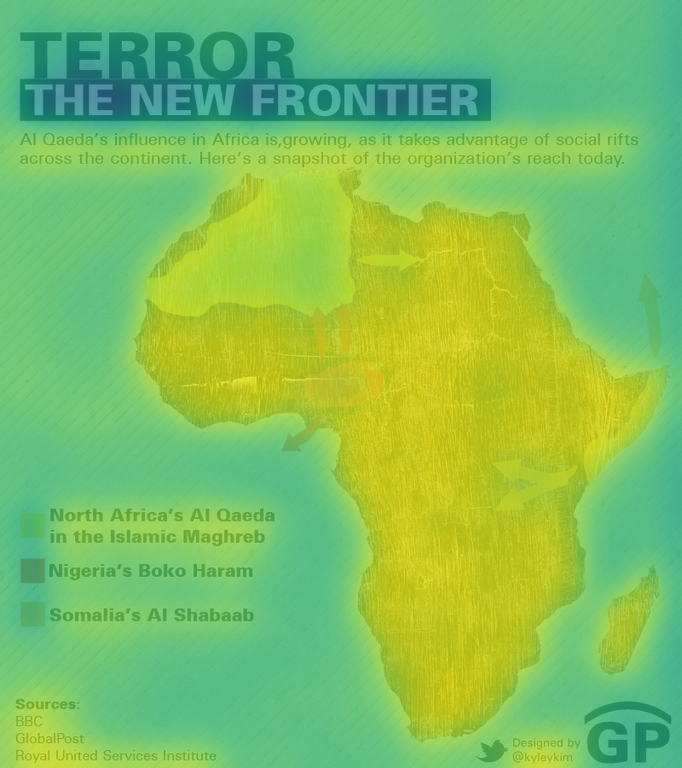 TERROR
THE NEW FRONTIER
Al Qaeda's influence in Africa is,growing, as it takes advantage of social rifts
across the continent. Here's a snapshot of the organization's reach today.
North Africa's Al Qaeda
in the Islamic Maghreb
Nigeria's Boko Haram
Somalia's Al Shabaab
Sources:
BBC
GlobalPost
Royal United Services Institute
Designed by
@kyleykim
GP